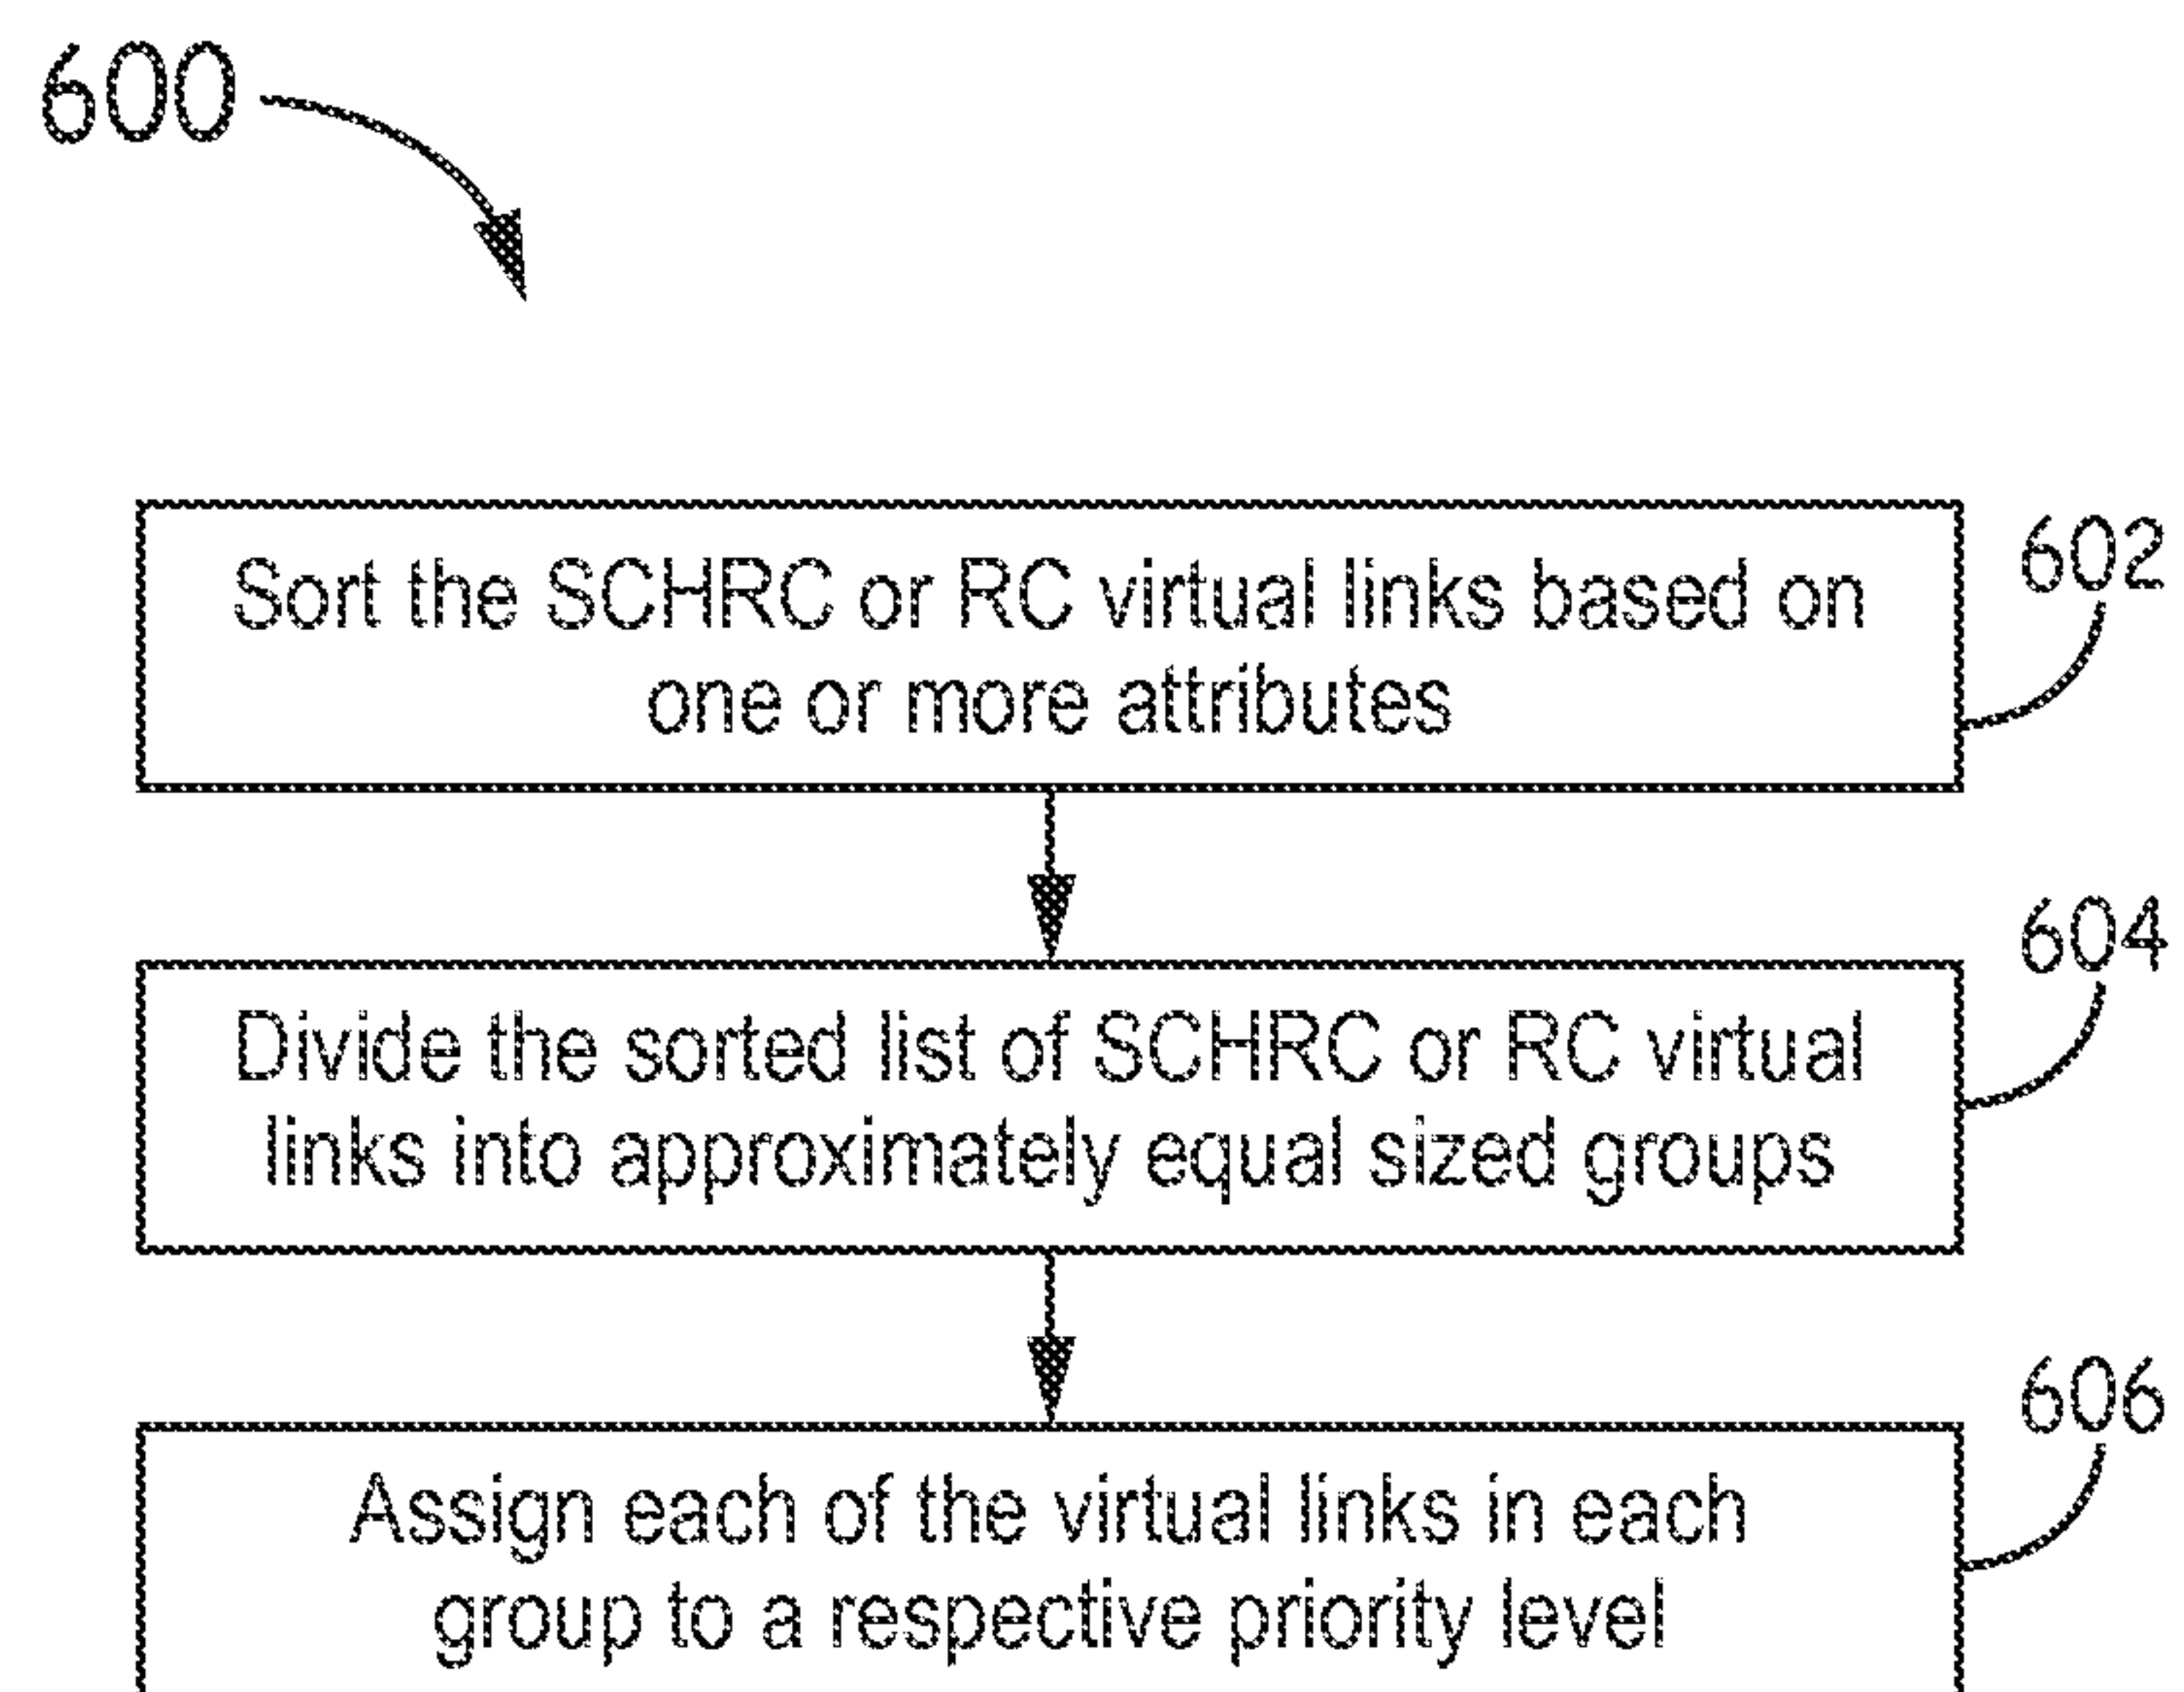 600
Sort the SCHRC or RC virtual links based on
one or more attributes
602
Divide the sorted list of SCHRC or RC virtual
links into approximately equal sized groups
604
Assign each of the virtual links in each
group to a respective priority level
606